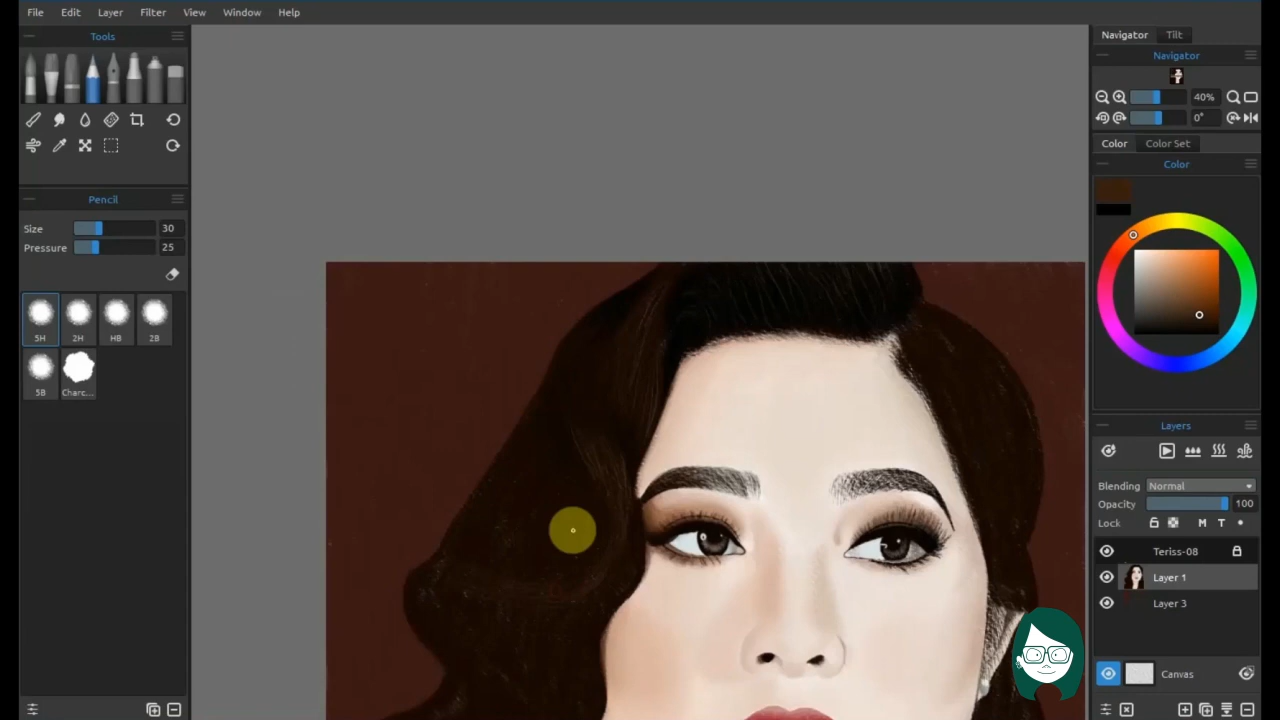 File Edit Layer Filter View Window Help
Tools
Pencil
Size 30
Pressure 25
5H 2H HB 2B
5B Charc...
Navigator Tilt
Navigator
40%
0°
Color Color Set
Color
Layers
Blending Normal
Opacity 100
Lock M T
Teriss-08
Layer 1
Layer 3
Canvas